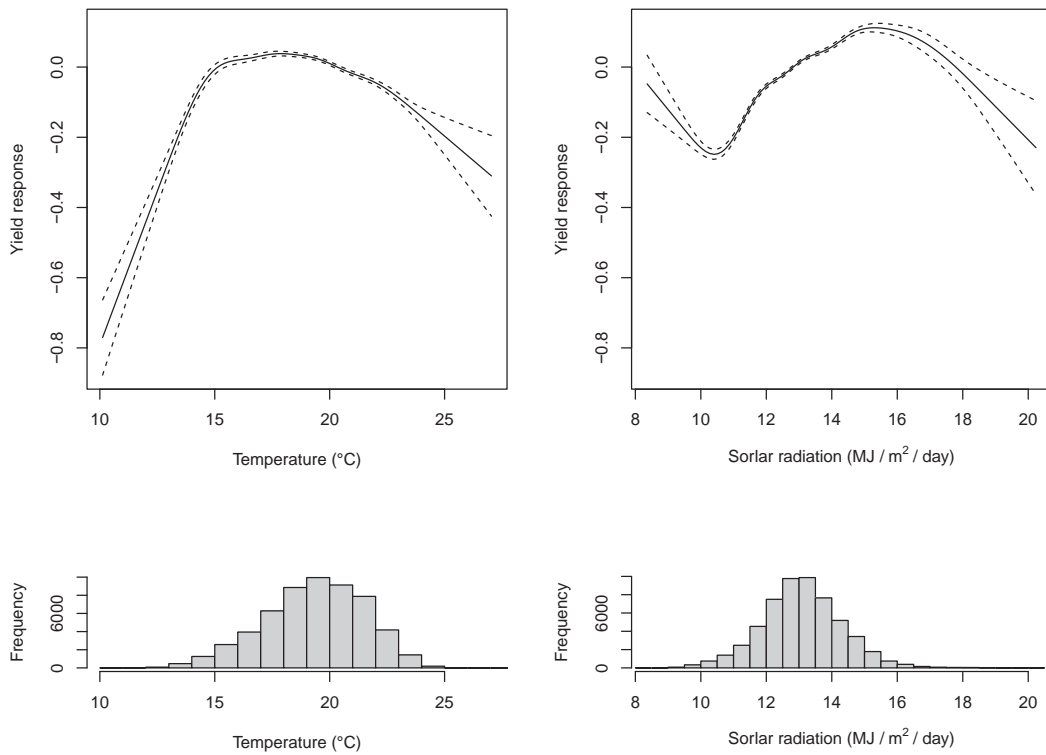 Yield response
0.0
−0.2
−0.4
−0.6
−0.8
10 15 20 25
Temperature (°C)
Yield response
0.0
−0.2
−0.4
−0.6
−0.8
8 10 12 14 16 18 20
Sorlar radiation (MJ / m² / day)
Frequency
6000
0
10 15 20 25
Temperature (°C)
Frequency
6000
0
8 10 12 14 16 18 20
Sorlar radiation (MJ / m² / day)